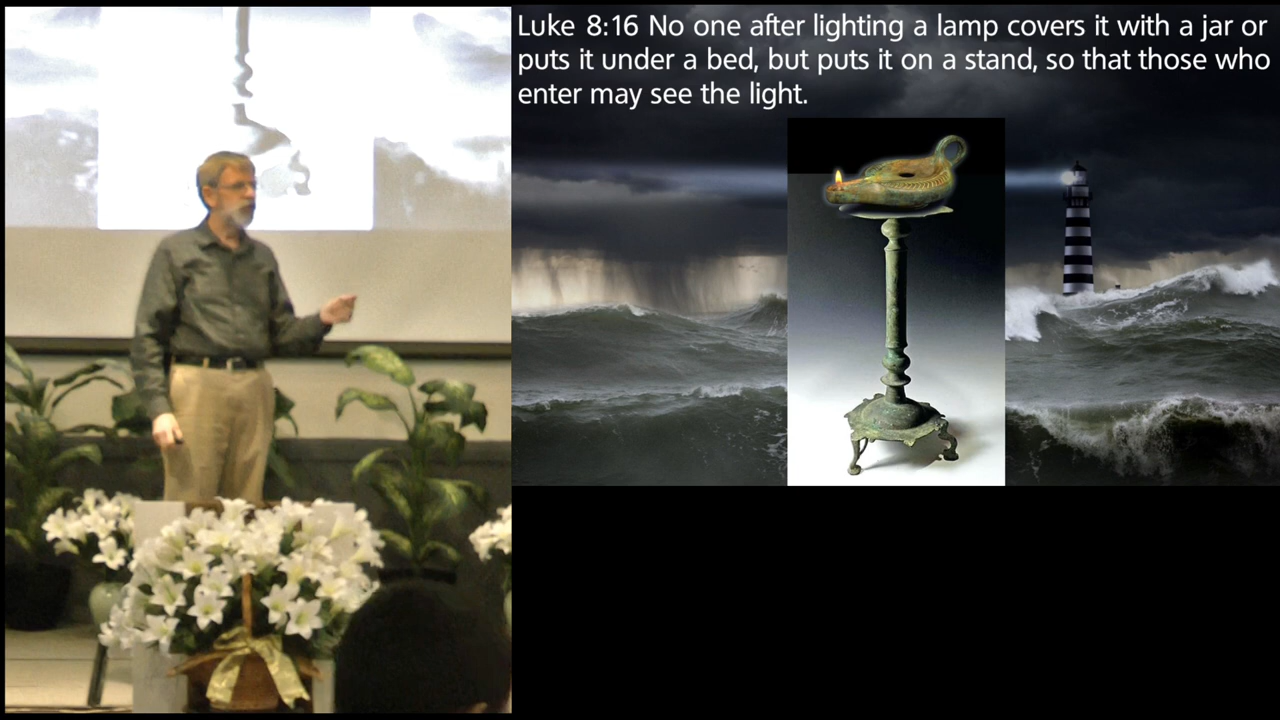 Luke 8:16 No one after lighting a lamp covers it with a jar or
puts it under a bed, but puts it on a stand, so that those who
enter may see the light.